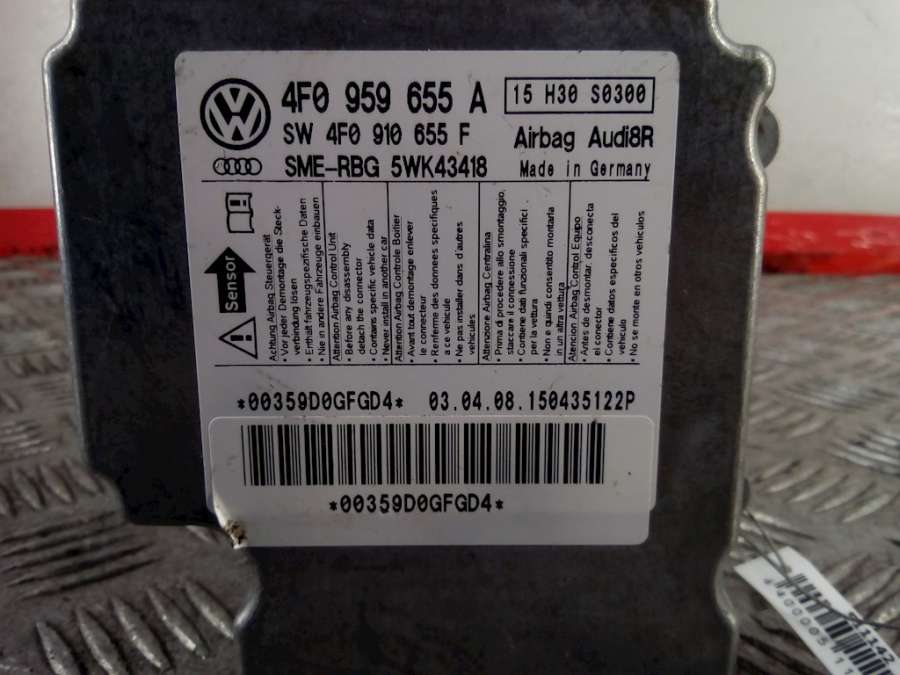 4F0 959 655 A
15 H30 S0300
SW 4F0 910 655 F
Airbag Audi8R
SME-RBG 5WK43418
Made in Germany
Sensor
Achtung Airbag Steuergerät
• Vor jeder Demontage die Steck-
verbindung lösen
• Enthält fahrzeugspezifische Daten
• Nie in andere Fahrzeuge einbauen
Attention Airbag Control Unit
• Before any disassembly
detach the connector
• Contains specific vehicle data
• Never install in another car
Attention Airbag Controle Boitier
• Avant tout demontage enlever
le connecteur
• Renferme des donnees specifiques
a ce vehicule
• Ne pas installer dans d'autres
vehicules
Attenzione Airbag Centralina
• Prima di procedere allo smontaggio,
staccare il connessione
• Contiene dati funzionali specifici
per la vettura
• Non e quindi consentito montarla
in un altra vettura
Atencion Airbag Control Equipo
• Antes de desmontar, desconecta
el conector
• Contiene datos especificos del
vehiculo
• No se monte en otros vehiculos
*00359D0GFGD4*
03.04.08.150435122P
*00359D0GFGD4*